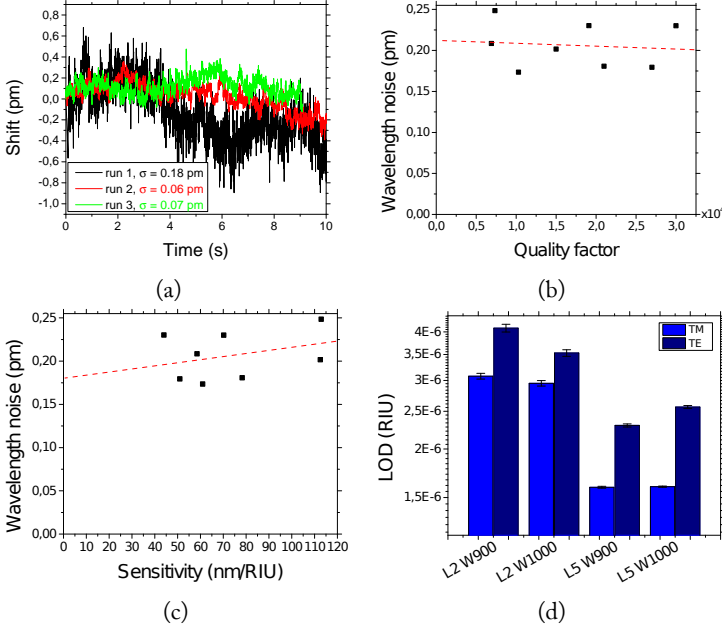 0,8
0,6
0,4
0,2
0,0
-0,2
-0,4
-0,6
-0,8
-1,0
Shift (pm)
run 1, σ = 0.18 pm
run 2, σ = 0.06 pm
run 3, σ = 0.07 pm
0 2 4 6 8 10
Time (s)
(a)
0,25
0,20
0,15
0,10
0,05
0,00
Wavelength noise (pm)
0,0 0,5 1,0 1,5 2,0 2,5 3,0
Quality factor
(b)
0,25
0,20
0,15
0,10
0,05
0,00
Wavelength noise (pm)
0 10 20 30 40 50 60 70 80 90 100 110 120
Sensitivity (nm/RIU)
(c)
4E-6
3,5E-6
3E-6
2,5E-6
2E-6
1,5E-6
LOD (RIU)
TM
TE
L2 W900
L2 W1000
L5 W900
L5 W1000
(d)